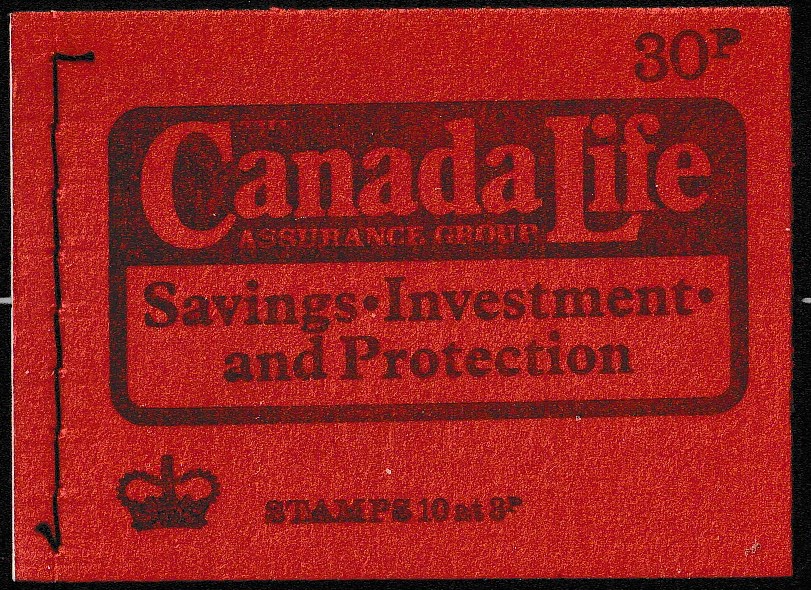 30P
Canada Life
ASSURANCE GROUP
Savings•Investment•
and Protection
STAMPS 10 at 3P